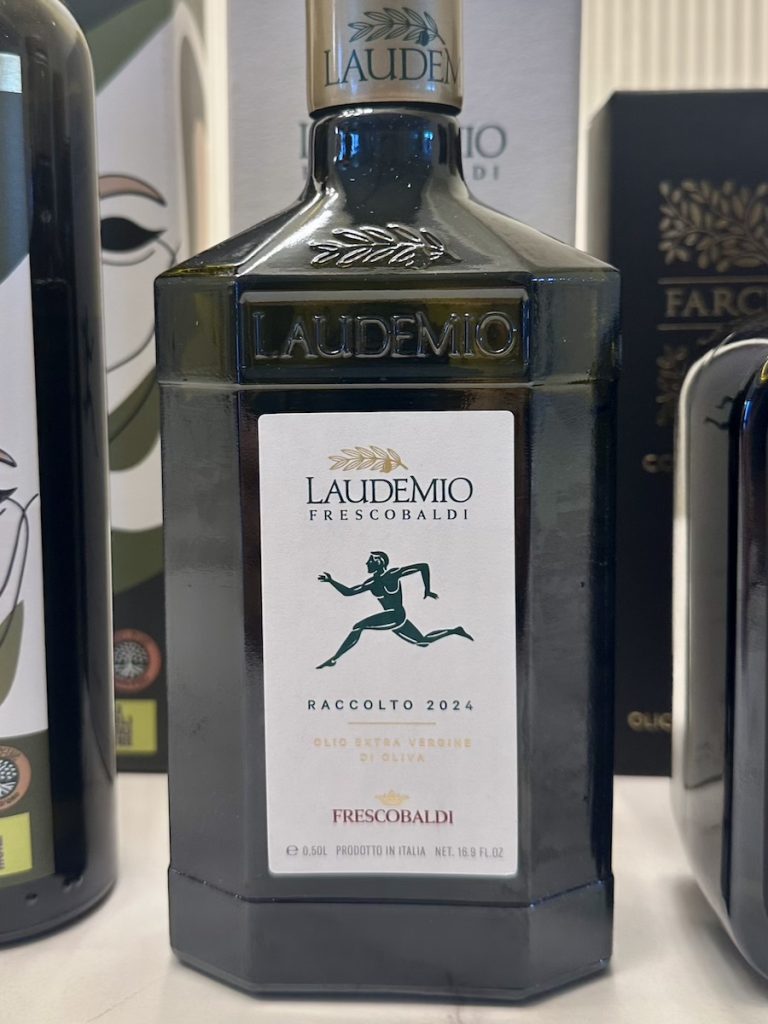 LAUDEM
LAUDEMIO
LAUDEMIO
FRESCOBALDI
RACCOLTO 2024
OLIO EXTRA VERGINE
DI OLIVA
FRESCOBALDI
e 0,50L PRODOTTO IN ITALIA NET. 16.9 FL.OZ
FARC